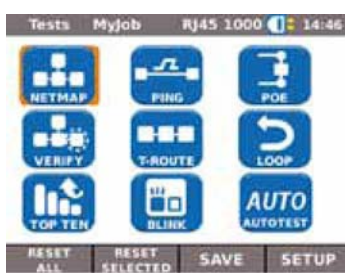 Tests MyJob RJ45 1000 14:46
NETMAP PING POE
VERIFY T-ROUTE LOOP
AUTO
TOP TEN BLINK AUTOTEST
RESET ALL RESET SELECTED SAVE SETUP